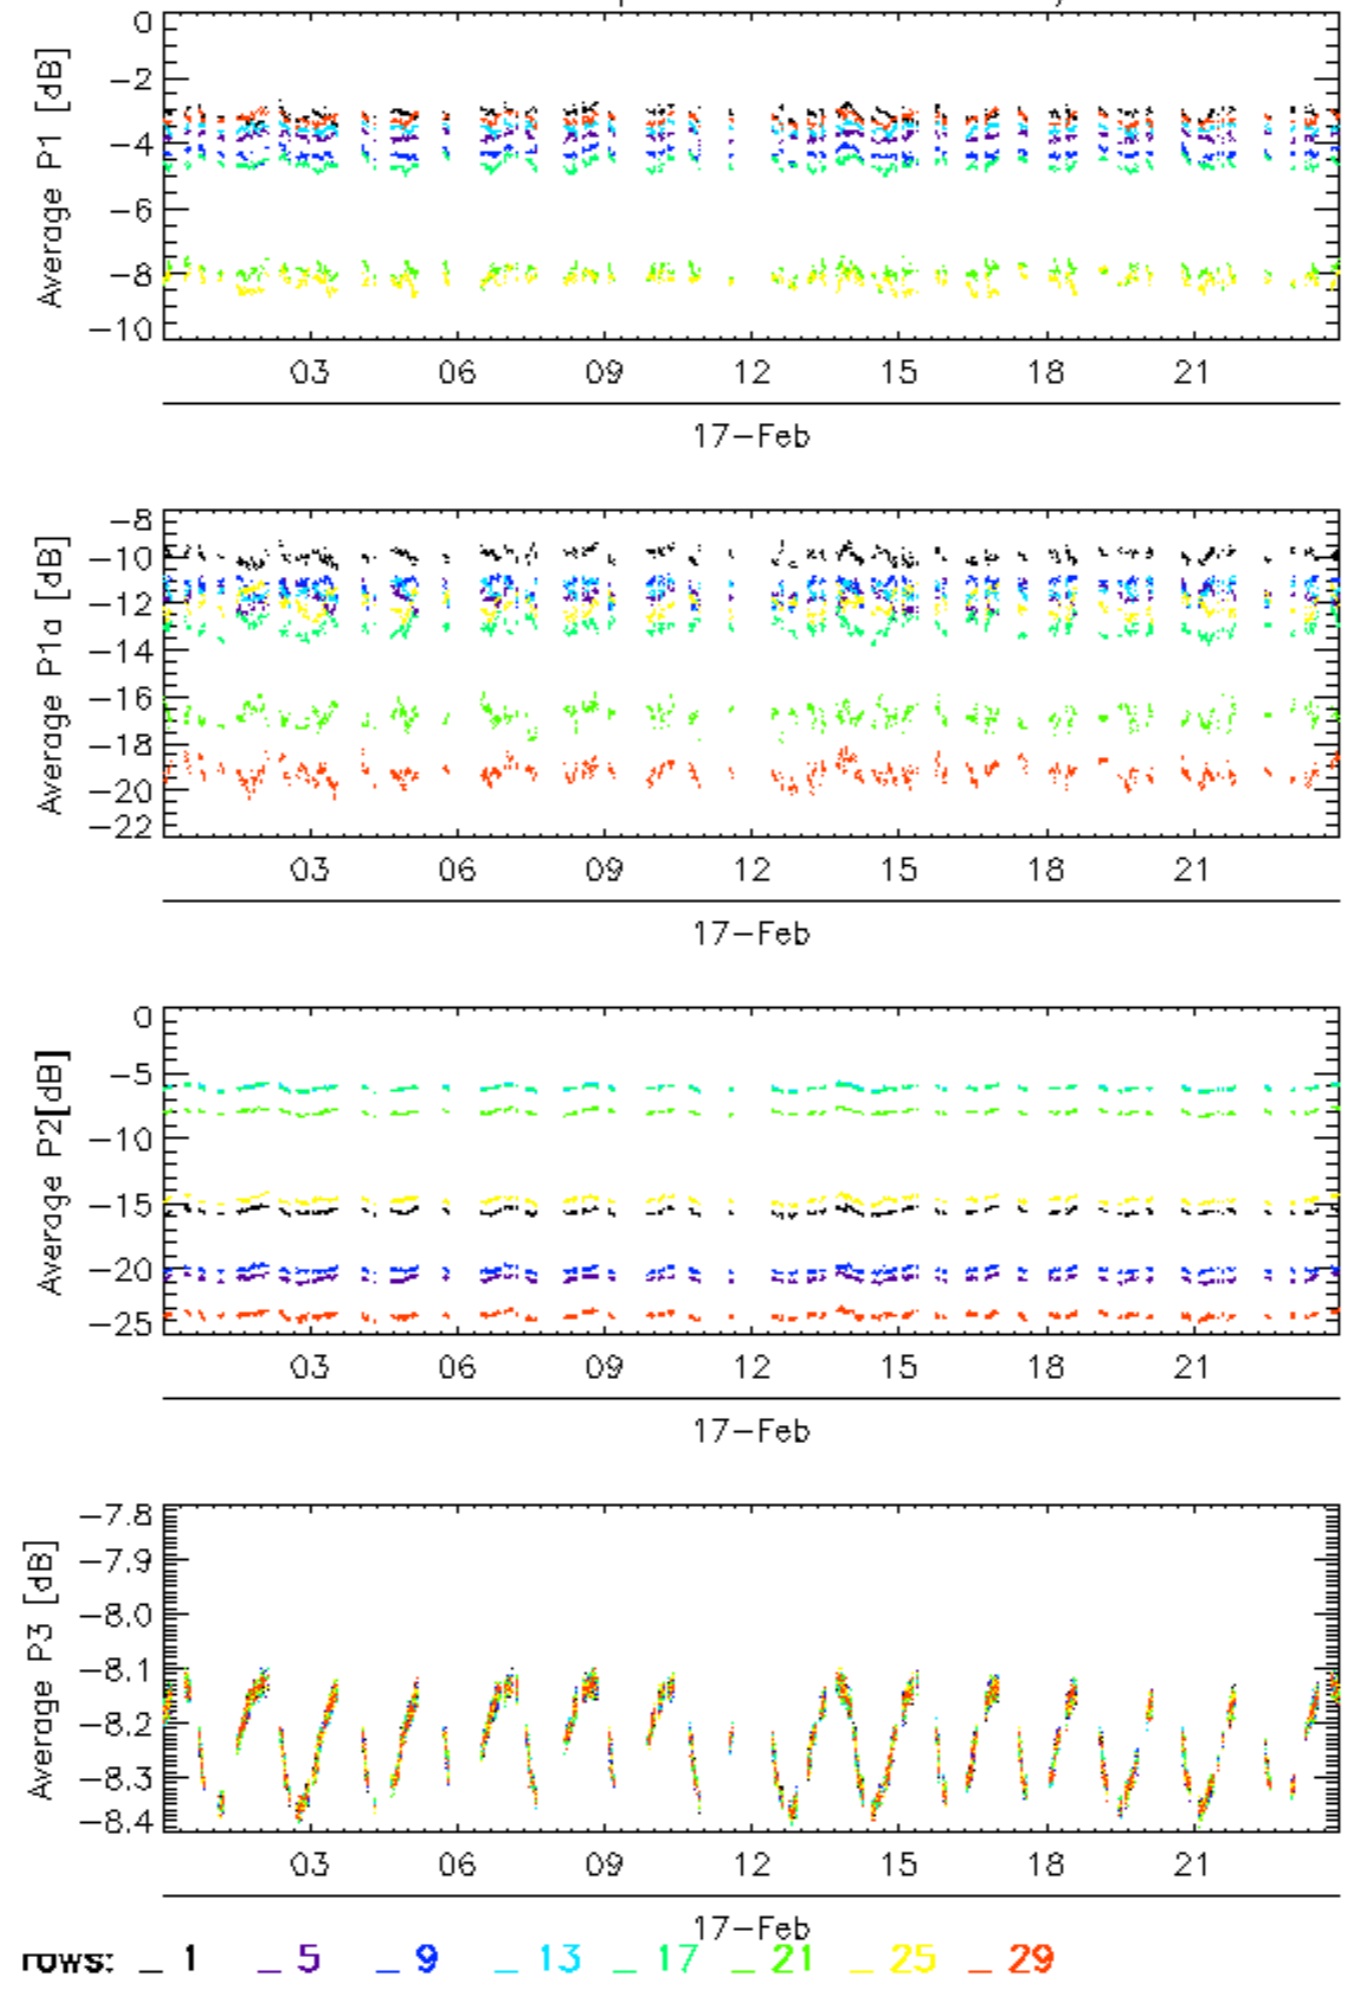 0
−2
−4
−6
−8
−10
Average P1 [dB]
03 06 09 12 15 18 21
17−Feb
−8
−10
−12
−14
−16
−18
−20
−22
Average P1a [dB]
03 06 09 12 15 18 21
17−Feb
0
−5
−10
−15
−20
−25
Average P2[dB]
03 06 09 12 15 18 21
17−Feb
−7.8
−7.9
−8.0
−8.1
−8.2
−8.3
−8.4
Average P3 [dB]
03 06 09 12 15 18 21
17−Feb
rows: _ 1 _ 5 _ 9 _ 13 _ 17 _ 21 _ 25 _ 29